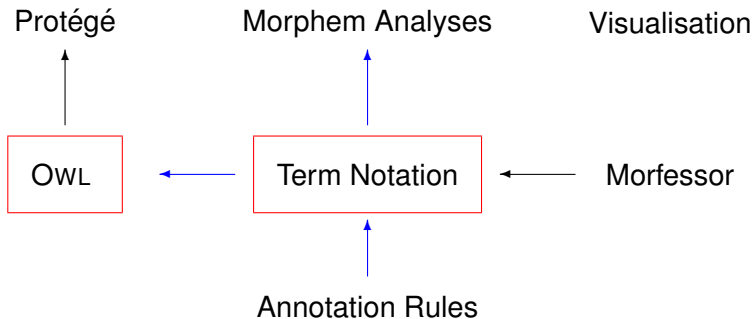 Protégé Morphem Analyses Visualisation
OWL Term Notation Morfessor
Annotation Rules